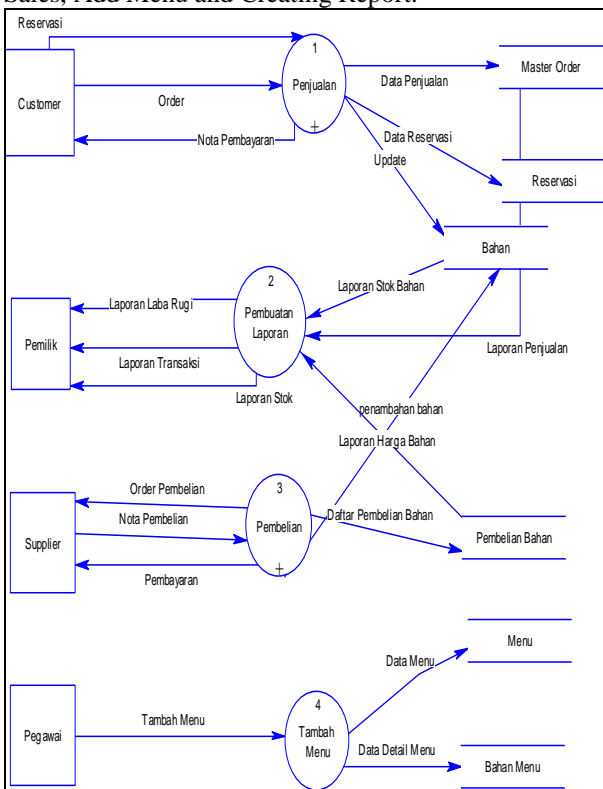 Sales, Add Menu and Creating Report.
Reservasi
1
Penjualan
+
Customer
Order
Nota Pembayaran
Data Penjualan
Master Order
Data Reservasi
Update
Reservasi
Bahan
2
Pembuatan
Laporan
Laporan Stok Bahan
Laporan Laba Rugi
Pemilik
Laporan Transaksi
Laporan Stok
Laporan Penjualan
penambahan bahan
Laporan Harga Bahan
3
Pembelian
+
Order Pembelian
Nota Pembelian
Supplier
Pembayaran
Daftar Pembelian Bahan
Pembelian Bahan
Menu
Data Menu
4
Tambah
Menu
Pegawai
Tambah Menu
Data Detail Menu
Bahan Menu